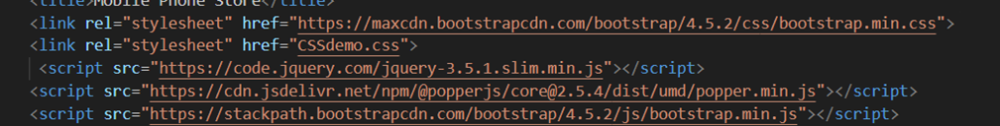 <title>Mobile Phone Store</title>
<link rel="stylesheet" href="https://maxcdn.bootstrapcdn.com/bootstrap/4.5.2/css/bootstrap.min.css">
<link rel="stylesheet" href="CSSdemo.css">
<script src="https://code.jquery.com/jquery-3.5.1.slim.min.js"></script>
<script src="https://cdn.jsdelivr.net/npm/@popperjs/core@2.5.4/dist/umd/popper.min.js"></script>
<script src="https://stackpath.bootstrapcdn.com/bootstrap/4.5.2/js/bootstrap.min.js"></script>